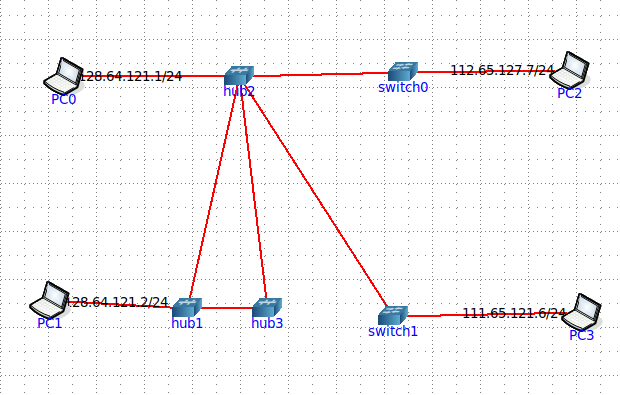 128.64.121.1/24
PC0
hub2
switch0
112.65.127.7/24
PC2
128.64.121.2/24
PC1
hub1
hub3
switch1
111.65.121.6/24
PC3